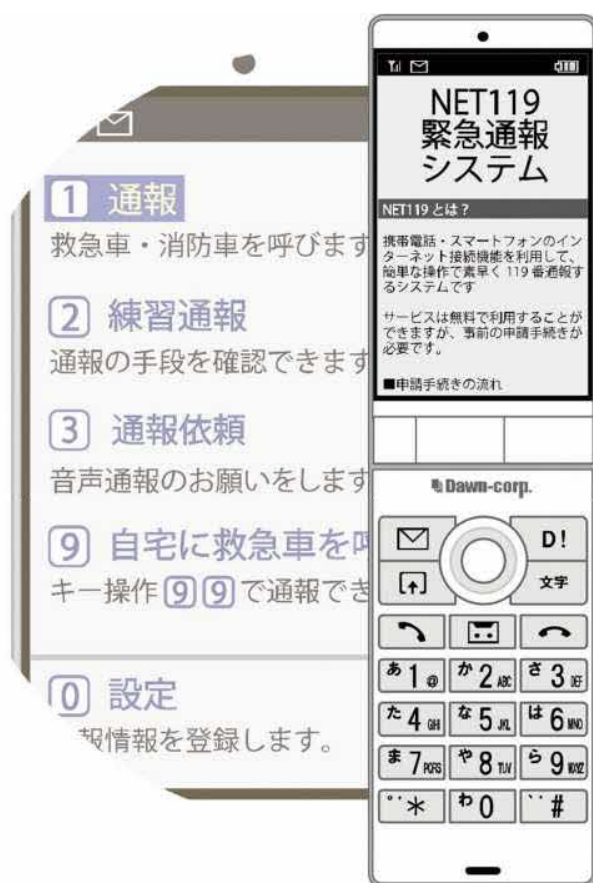 1 通報
救急車・消防車を呼びます
2 練習通報
通報の手段を確認できます
3 通報依頼
音声通報のお願いをします
9 自宅に救急車を
キー操作99で通報でき
0 設定
報情報を登録します。
NET119
緊急通報
システム
NET119とは？
携帯電話・スマートフォンのイン
ターネット接続機能を利用して、
簡単な操作で素早く119番通報す
るシステムです
サービスは無料で利用することが
できますが、事前の申請手続きが
必要です。
■申請手続きの流れ
Dawn-corp.
D!
文字
あ 1 @
か 2 ABC
さ 3 DEF
た 4 GHI
な 5 JKL
は 6 MNO
ま 7 PQRS
や 8 TUV
ら 9 WXYZ
゜゛*
わ 0
#